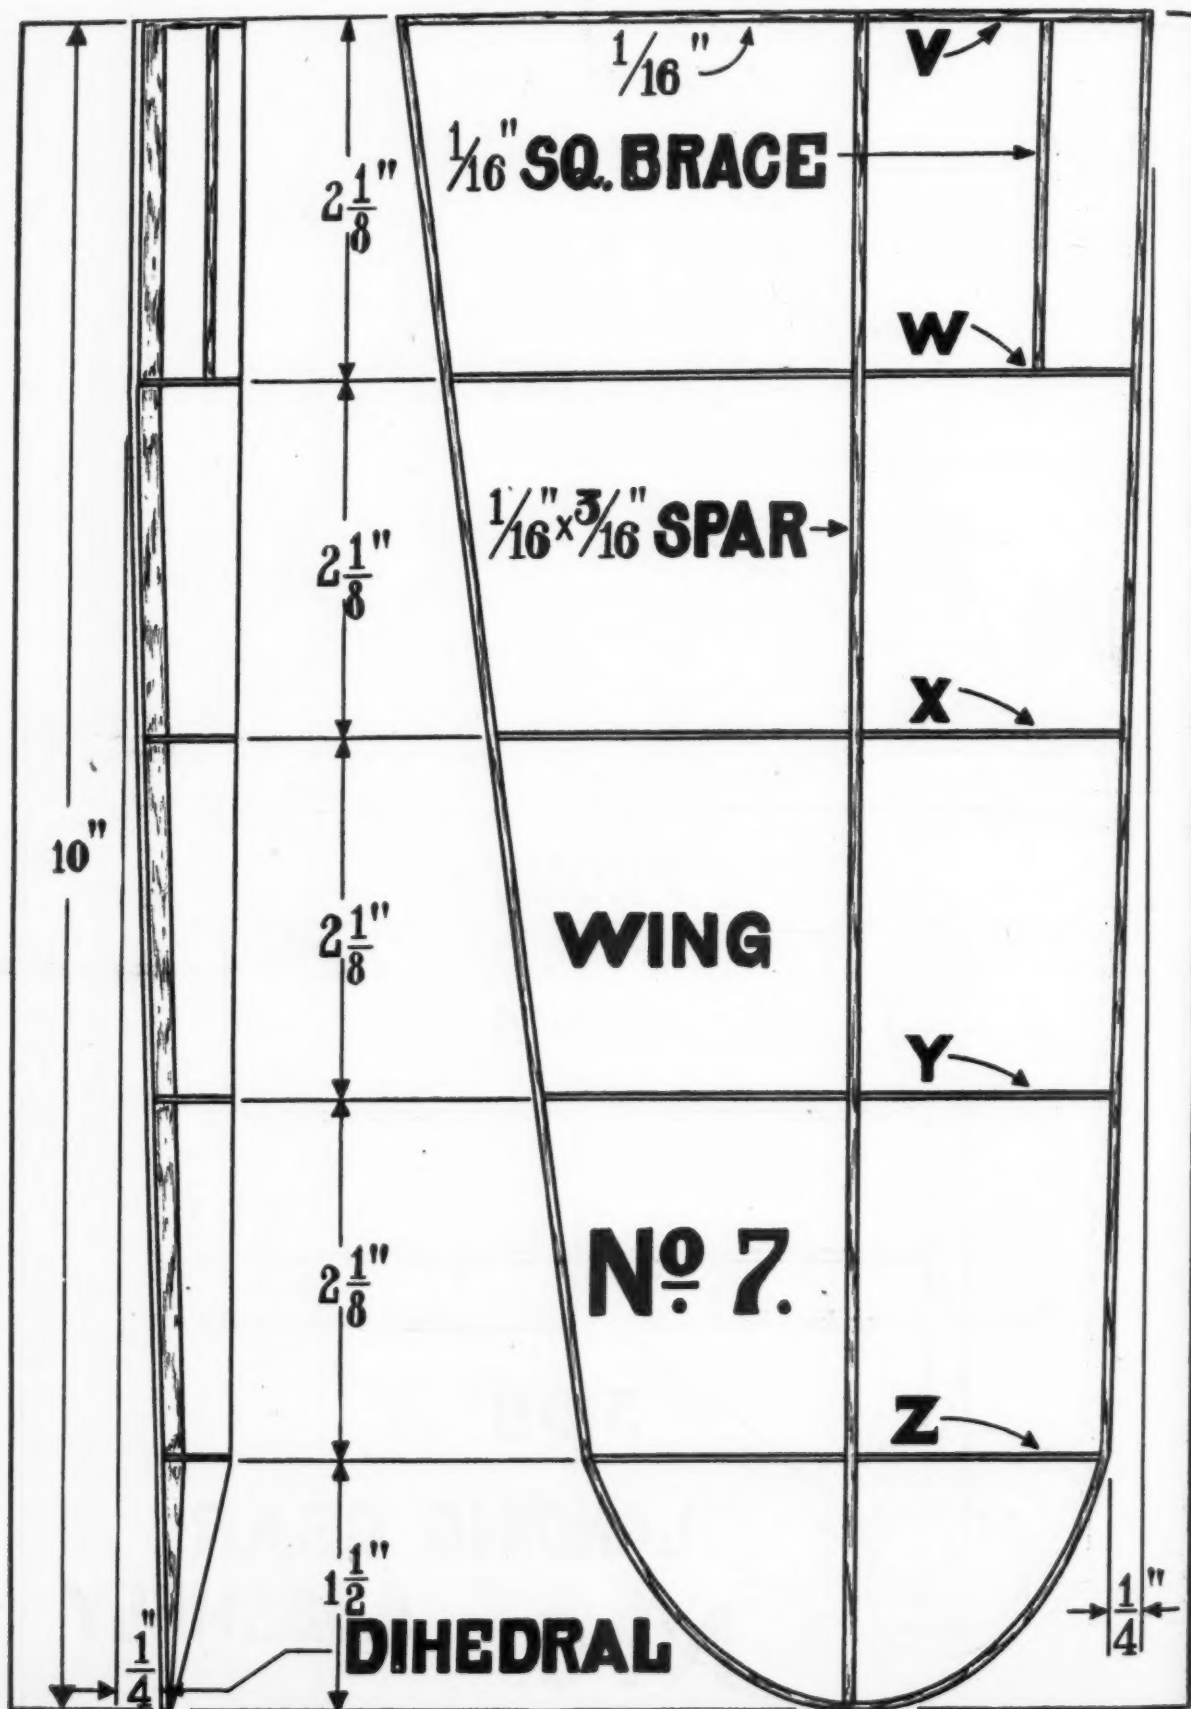 1/16"
V
1/16" SQ. BRACE
2 1/8"
W
1/16" x 3/16" SPAR
2 1/8"
X
10"
2 1/8"
WING
Y
2 1/8"
Nº 7.
Z
1 1/2"
1/4"
DIHEDRAL
1/4"